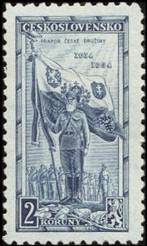 ČESKOSLOVENSKO
PRAPOR ČESKÉ DRUŽINY
1914
1934
2
KORUNY